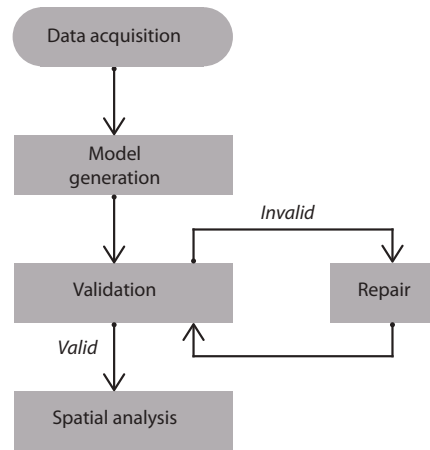 Data acquisition
Model
generation
Invalid
Validation
Repair
Valid
Spatial analysis